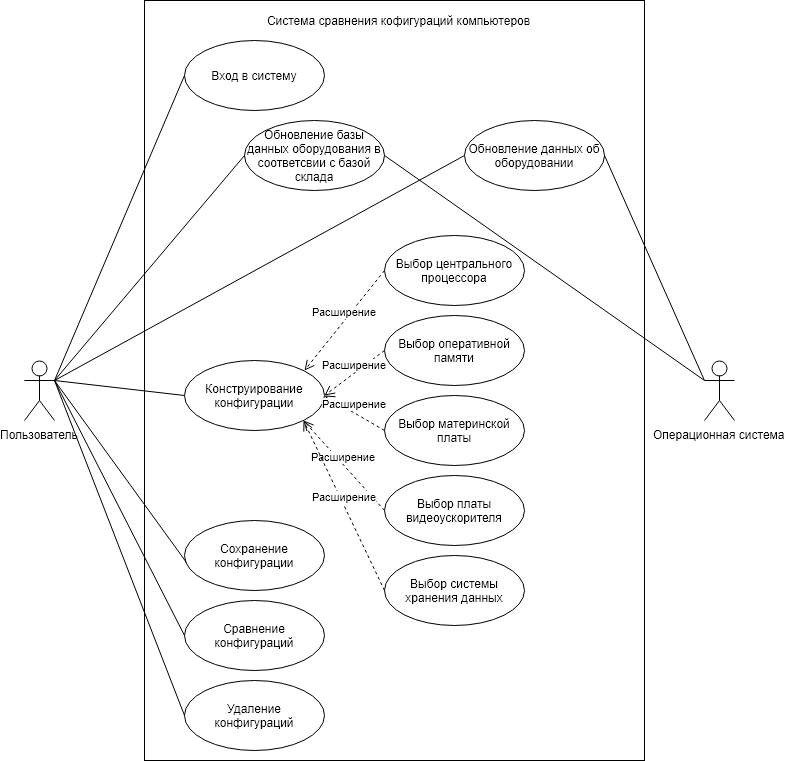 Система сравнения кофигураций компьютеров
Вход в систему
Обновление базы
данных оборудования в
соответсвии с базой
склада
Обновление данных об
оборудовании
Выбор центрального
процессора
Расширение
Выбор оперативной
памяти
Расширение
Конструирование
конфигурации
Расширение
Выбор материнской
платы
Пользователь
Операционная система
Расширение
Расширение
Выбор платы
видеоускорителя
Сохранение
конфигурации
Выбор системы
хранения данных
Сравнение
конфигураций
Удаление
конфигураций